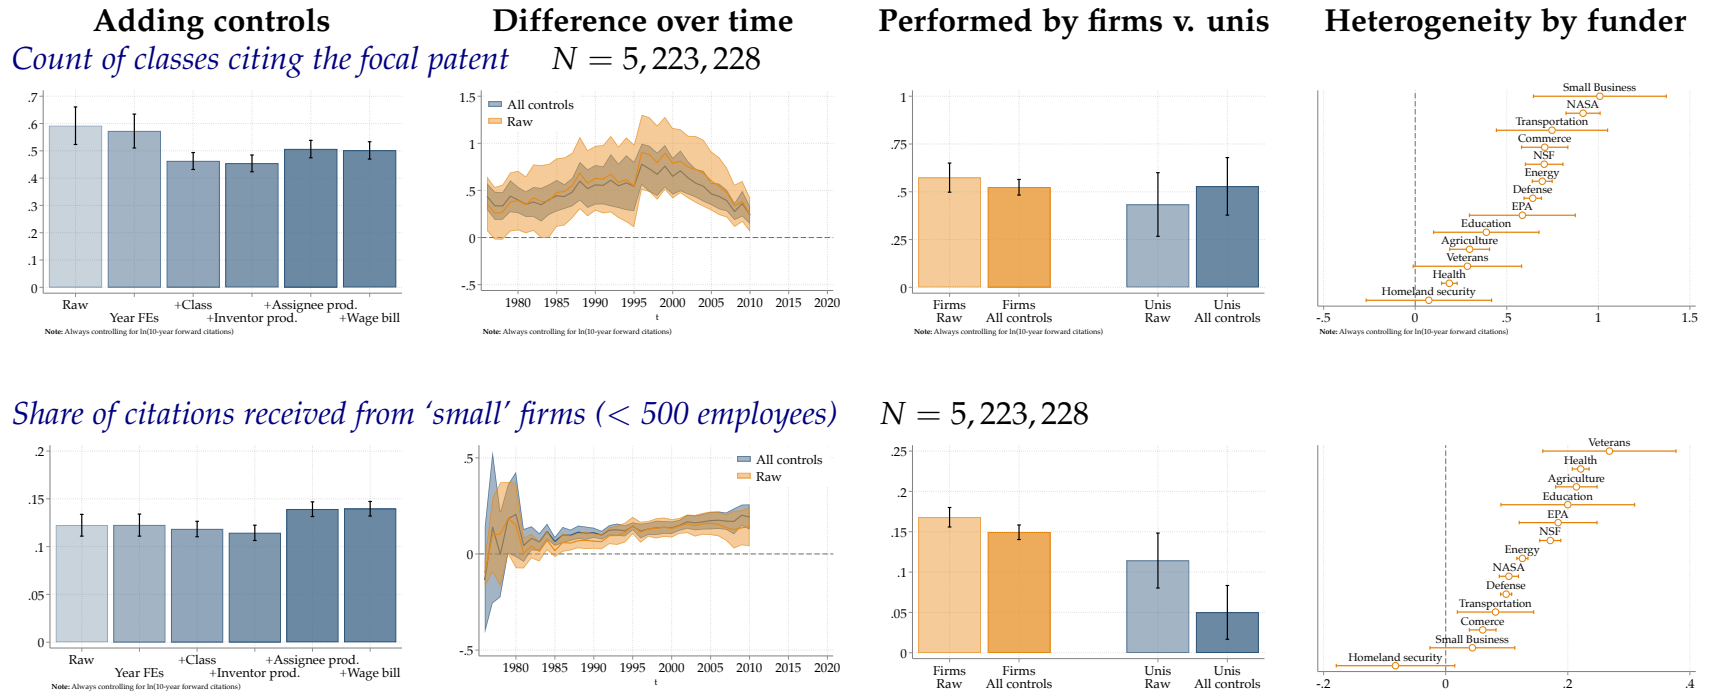 Adding controls
Difference over time
Performed by firms v. unis
Heterogeneity by funder
Count of classes citing the focal patent N = 5, 223, 228
.7
.6
.5
.4
.3
.2
.1
0
Raw
Year FEs
+Class
+Inventor prod.
+Assignee prod.
+Wage bill
Note: Always controlling for ln(10-year forward citations)
All controls
Raw
1.5
1
.5
0
-.5
1980 1985 1990 1995 2000 2005 2010 2015 2020
t
Note: Always controlling for ln(10-year forward citations)
1
.75
.5
.25
0
Firms
Raw
Firms
All controls
Unis
Raw
Unis
All controls
Note: Always controlling for ln(10-year forward citations)
Small Business
NASA
Transportation
Commerce
NSF
Energy
Defense
EPA
Education
Agriculture
Veterans
Health
Homeland security
-.5 0 .5 1 1.5
Note: Always controlling for ln(10-year forward citations)
Share of citations received from ‘small’ firms (< 500 employees) N = 5, 223, 228
.2
.15
.1
.05
0
Raw
Year FEs
+Class
+Inventor prod.
+Assignee prod.
+Wage bill
Note: Always controlling for ln(10-year forward citations)
All controls
Raw
.5
0
-.5
1980 1985 1990 1995 2000 2005 2010 2015 2020
t
.25
.2
.15
.1
.05
0
Firms
Raw
Firms
All controls
Unis
Raw
Unis
All controls
Veterans
Health
Agriculture
Education
EPA
NSF
Energy
NASA
Defense
Transportation
Comerce
Small Business
Homeland security
-.2 0 .2 .4